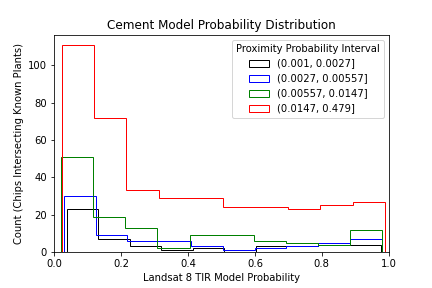 Cement Model Probability Distribution
Count (Chips Intersecting Known Plants)
100
80
60
40
20
0
Proximity Probability Interval
(0.001, 0.0027]
(0.0027, 0.00557]
(0.00557, 0.0147]
(0.0147, 0.479]
0.0 0.2 0.4 0.6 0.8 1.0
Landsat 8 TIR Model Probability